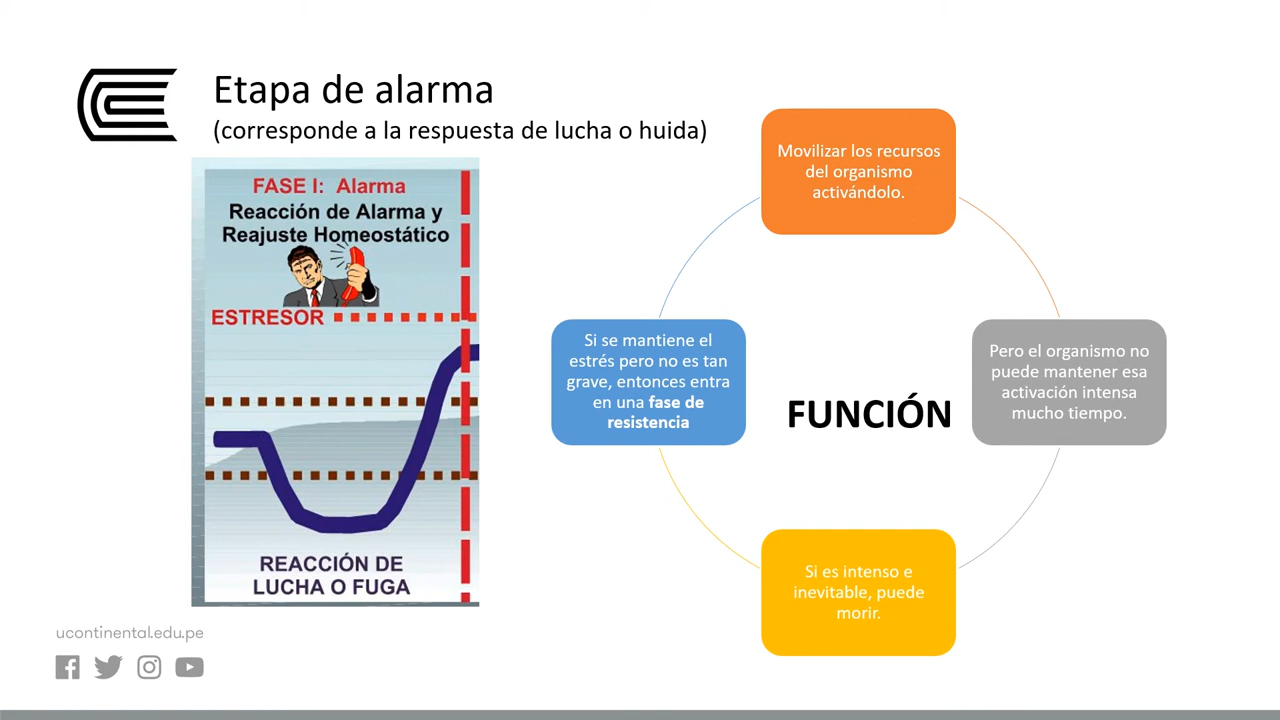 Etapa de alarma
(corresponde a la respuesta de lucha o huida)
FASE I: Alarma
Reacción de Alarma y
Reajuste Homeostático
ESTRESOR
REACCIÓN DE
LUCHA O FUGA
Movilizar los recursos
del organismo
activándolo.
Pero el organismo no
puede mantener esa
activación intensa
mucho tiempo.
Si es intenso e
inevitable, puede
morir.
Si se mantiene el
estrés pero no es tan
grave, entonces entra
en una fase de
resistencia
FUNCIÓN
ucontinental.edu.pe